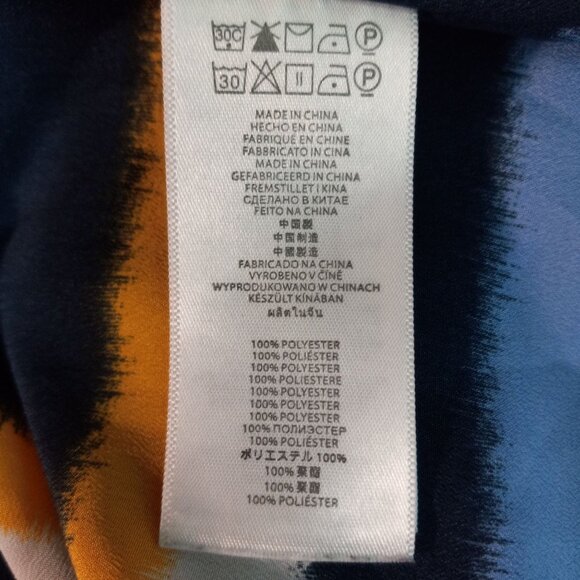 30C P
30 P
MADE IN CHINA
HECHO EN CHINA
FABRIQUÉ EN CHINE
FABBRICATO IN CINA
MADE IN CHINA
GEFABRICEERD IN CHINA
FREMSTILLET I KINA
СДЕЛАНО В КИТАЕ
FEITO NA CHINA
中国製
中国制造
中國製造
FABRICADO NA CHINA
VYROBENO V ČÍNĚ
WYPRODUKOWANO W CHINACH
KÉSZÜLT KÍNÁBAN
ผลิตในจีน
100% POLYESTER
100% POLIÉSTER
100% POLYESTER
100% POLIESTERE
100% POLYESTER
100% POLYESTER
100% POLYESTER
100% ПОЛИЭСТЕР
100% POLIÉSTER
ポリエステル 100%
100% 聚酯
100% 聚酯
100% POLIÉSTER